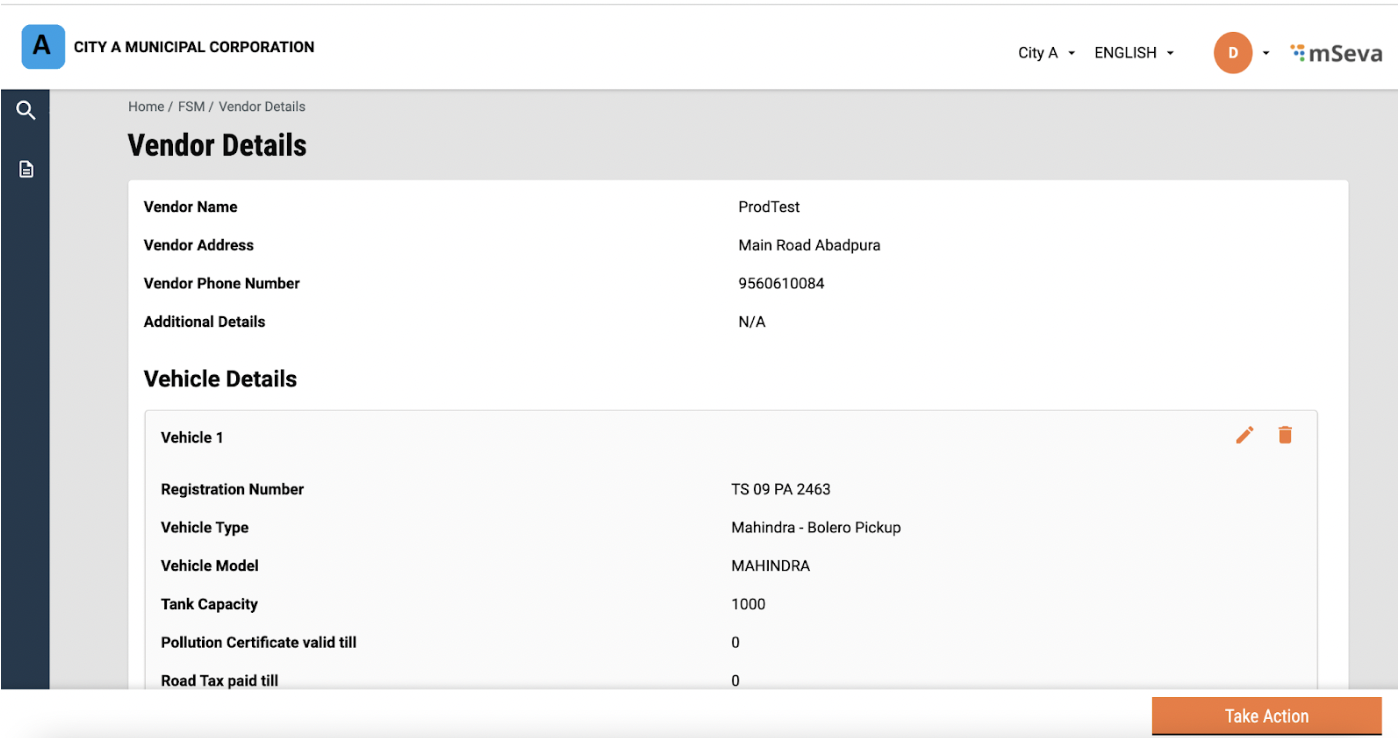 A CITY A MUNICIPAL CORPORATION City A ENGLISH D mSeva
Home / FSM / Vendor Details
Vendor Details
Vendor Name ProdTest
Vendor Address Main Road Abadpura
Vendor Phone Number 9560610084
Additional Details N/A
Vehicle Details
Vehicle 1
Registration Number TS 09 PA 2463
Vehicle Type Mahindra - Bolero Pickup
Vehicle Model MAHINDRA
Tank Capacity 1000
Pollution Certificate valid till 0
Road Tax paid till 0
Take Action